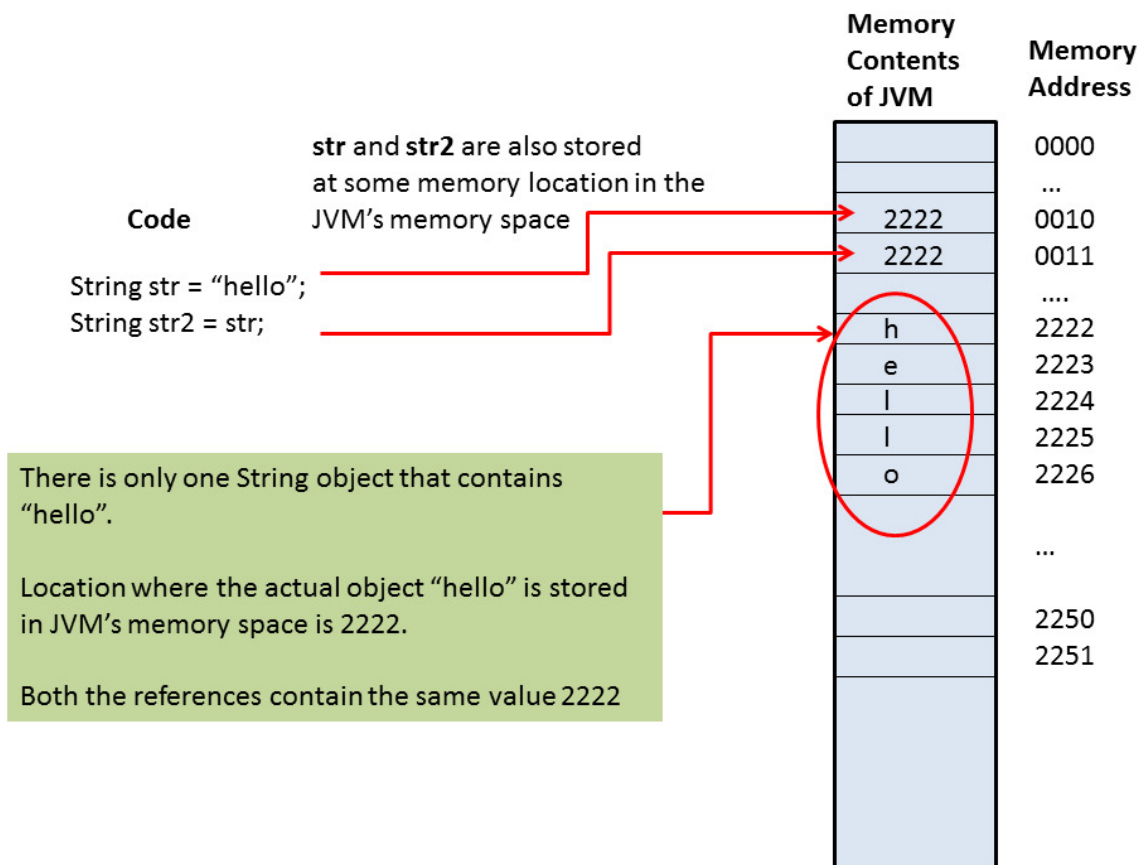 Memory
Contents
of JVM
Memory
Address
str and str2 are also stored
at some memory location in the
JVM’s memory space
Code
String str = “hello”;
String str2 = str;
0000
...
2222 0010
2222 0011
....
h 2222
e 2223
l 2224
l 2225
o 2226
...
2250
2251
There is only one String object that contains
“hello”.
Location where the actual object “hello” is stored
in JVM’s memory space is 2222.
Both the references contain the same value 2222